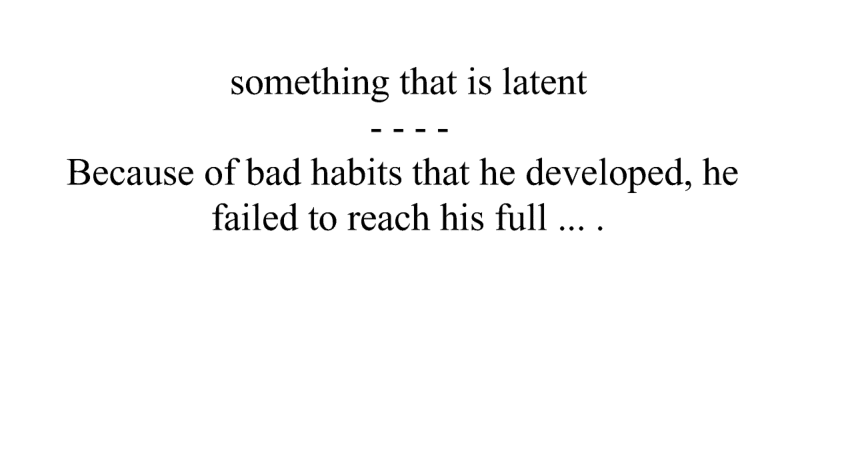 something that is latent
- - - -
Because of bad habits that he developed, he
failed to reach his full ... .